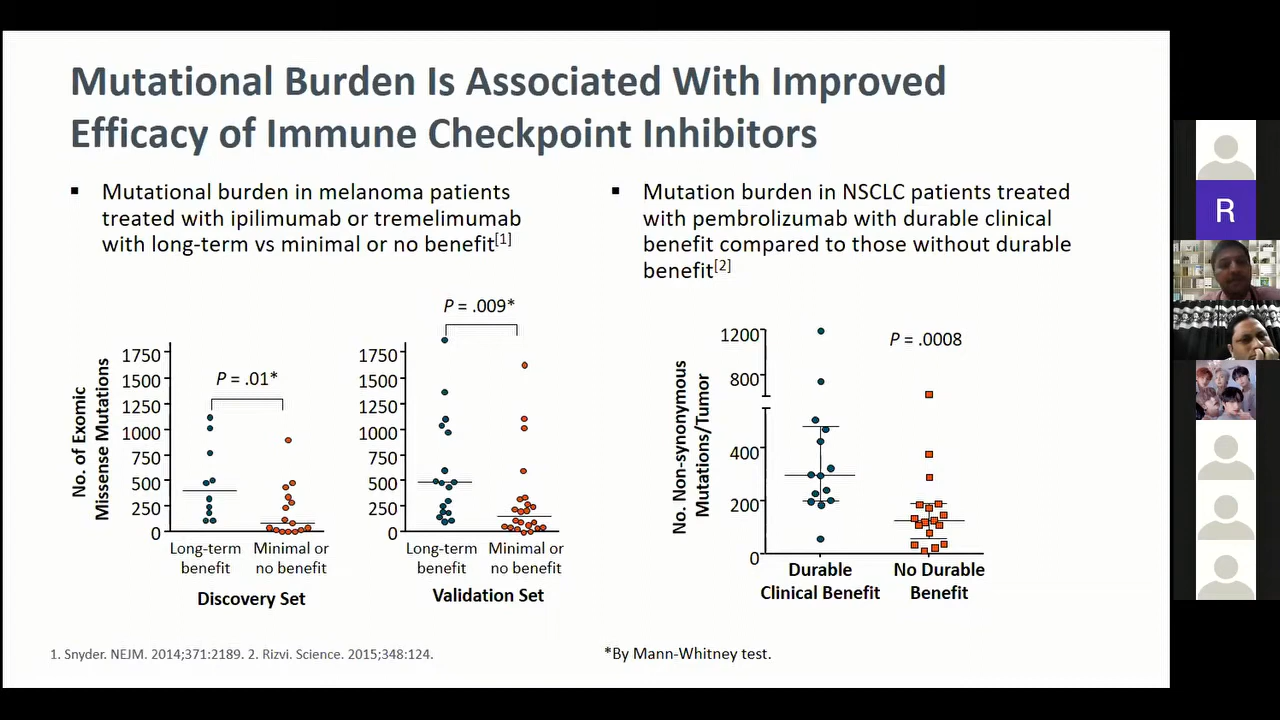 Mutational Burden Is Associated With Improved
Efficacy of Immune Checkpoint Inhibitors
▪ Mutational burden in melanoma patients
treated with ipilimumab or tremelimumab
with long-term vs minimal or no benefit[1]
▪ Mutation burden in NSCLC patients treated
with pembrolizumab with durable clinical
benefit compared to those without durable
benefit[2]
No. of Exomic
Missense Mutations
1750
1500
1250
1000
750
500
250
0
P = .01*
Long-term
benefit
Minimal or
no benefit
Discovery Set
P = .009*
1750
1500
1250
1000
750
500
250
0
Long-term
benefit
Minimal or
no benefit
Validation Set
No. Non-synonymous
Mutations/Tumor
1200
800
400
200
0
P = .0008
Durable
Clinical Benefit
No Durable
Benefit
1. Snyder. NEJM. 2014;371:2189. 2. Rizvi. Science. 2015;348:124.
*By Mann-Whitney test.
R